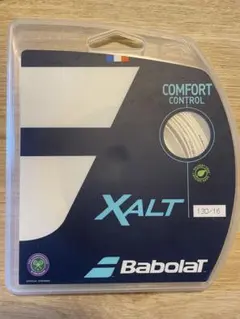 COMFORT
CONTROL
XALT
130/16
Babolat